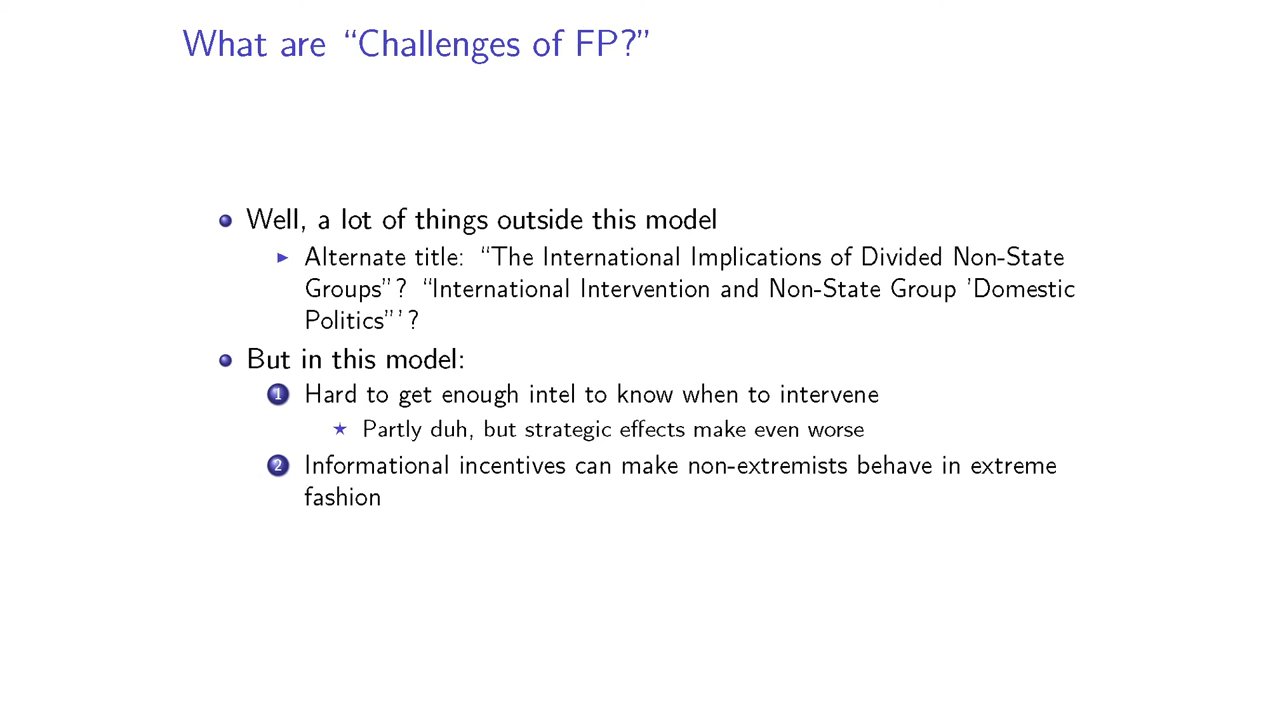 What are “Challenges of FP?”
Well, a lot of things outside this model
Alternate title: “The International Implications of Divided Non-State
Groups”? “International Intervention and Non-State Group ’Domestic
Politics”’?
But in this model:
1 Hard to get enough intel to know when to intervene
Partly duh, but strategic effects make even worse
2 Informational incentives can make non-extremists behave in extreme
fashion